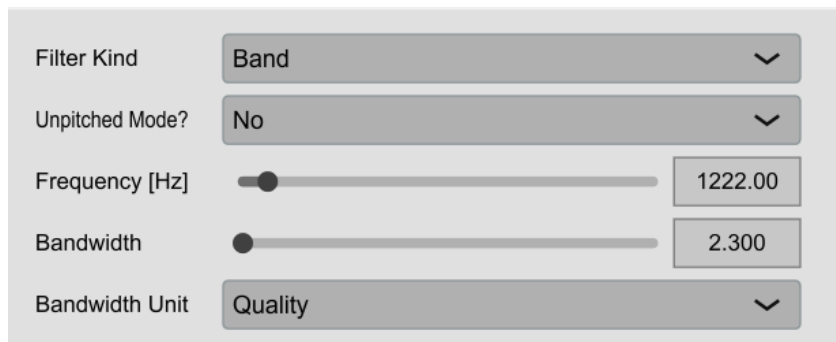 Filter Kind Band
Unpitched Mode? No
Frequency [Hz] 1222.00
Bandwidth 2.300
Bandwidth Unit Quality